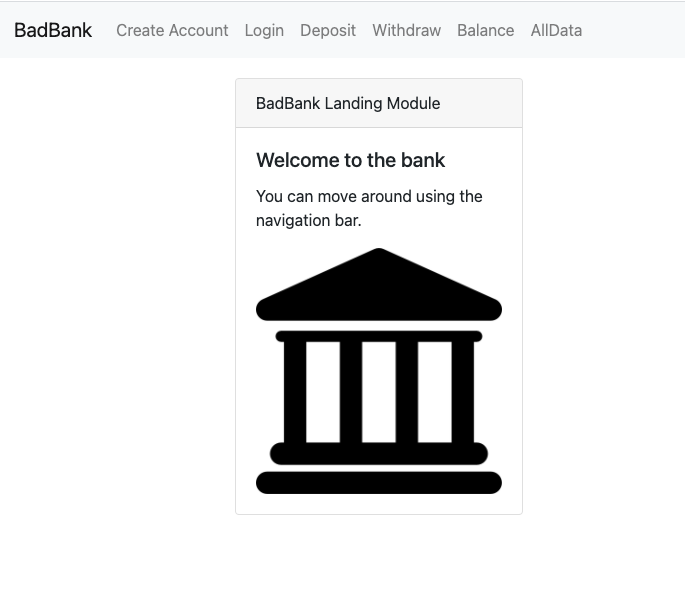 BadBank Create Account Login Deposit Withdraw Balance AllData
BadBank Landing Module
Welcome to the bank
You can move around using the
navigation bar.